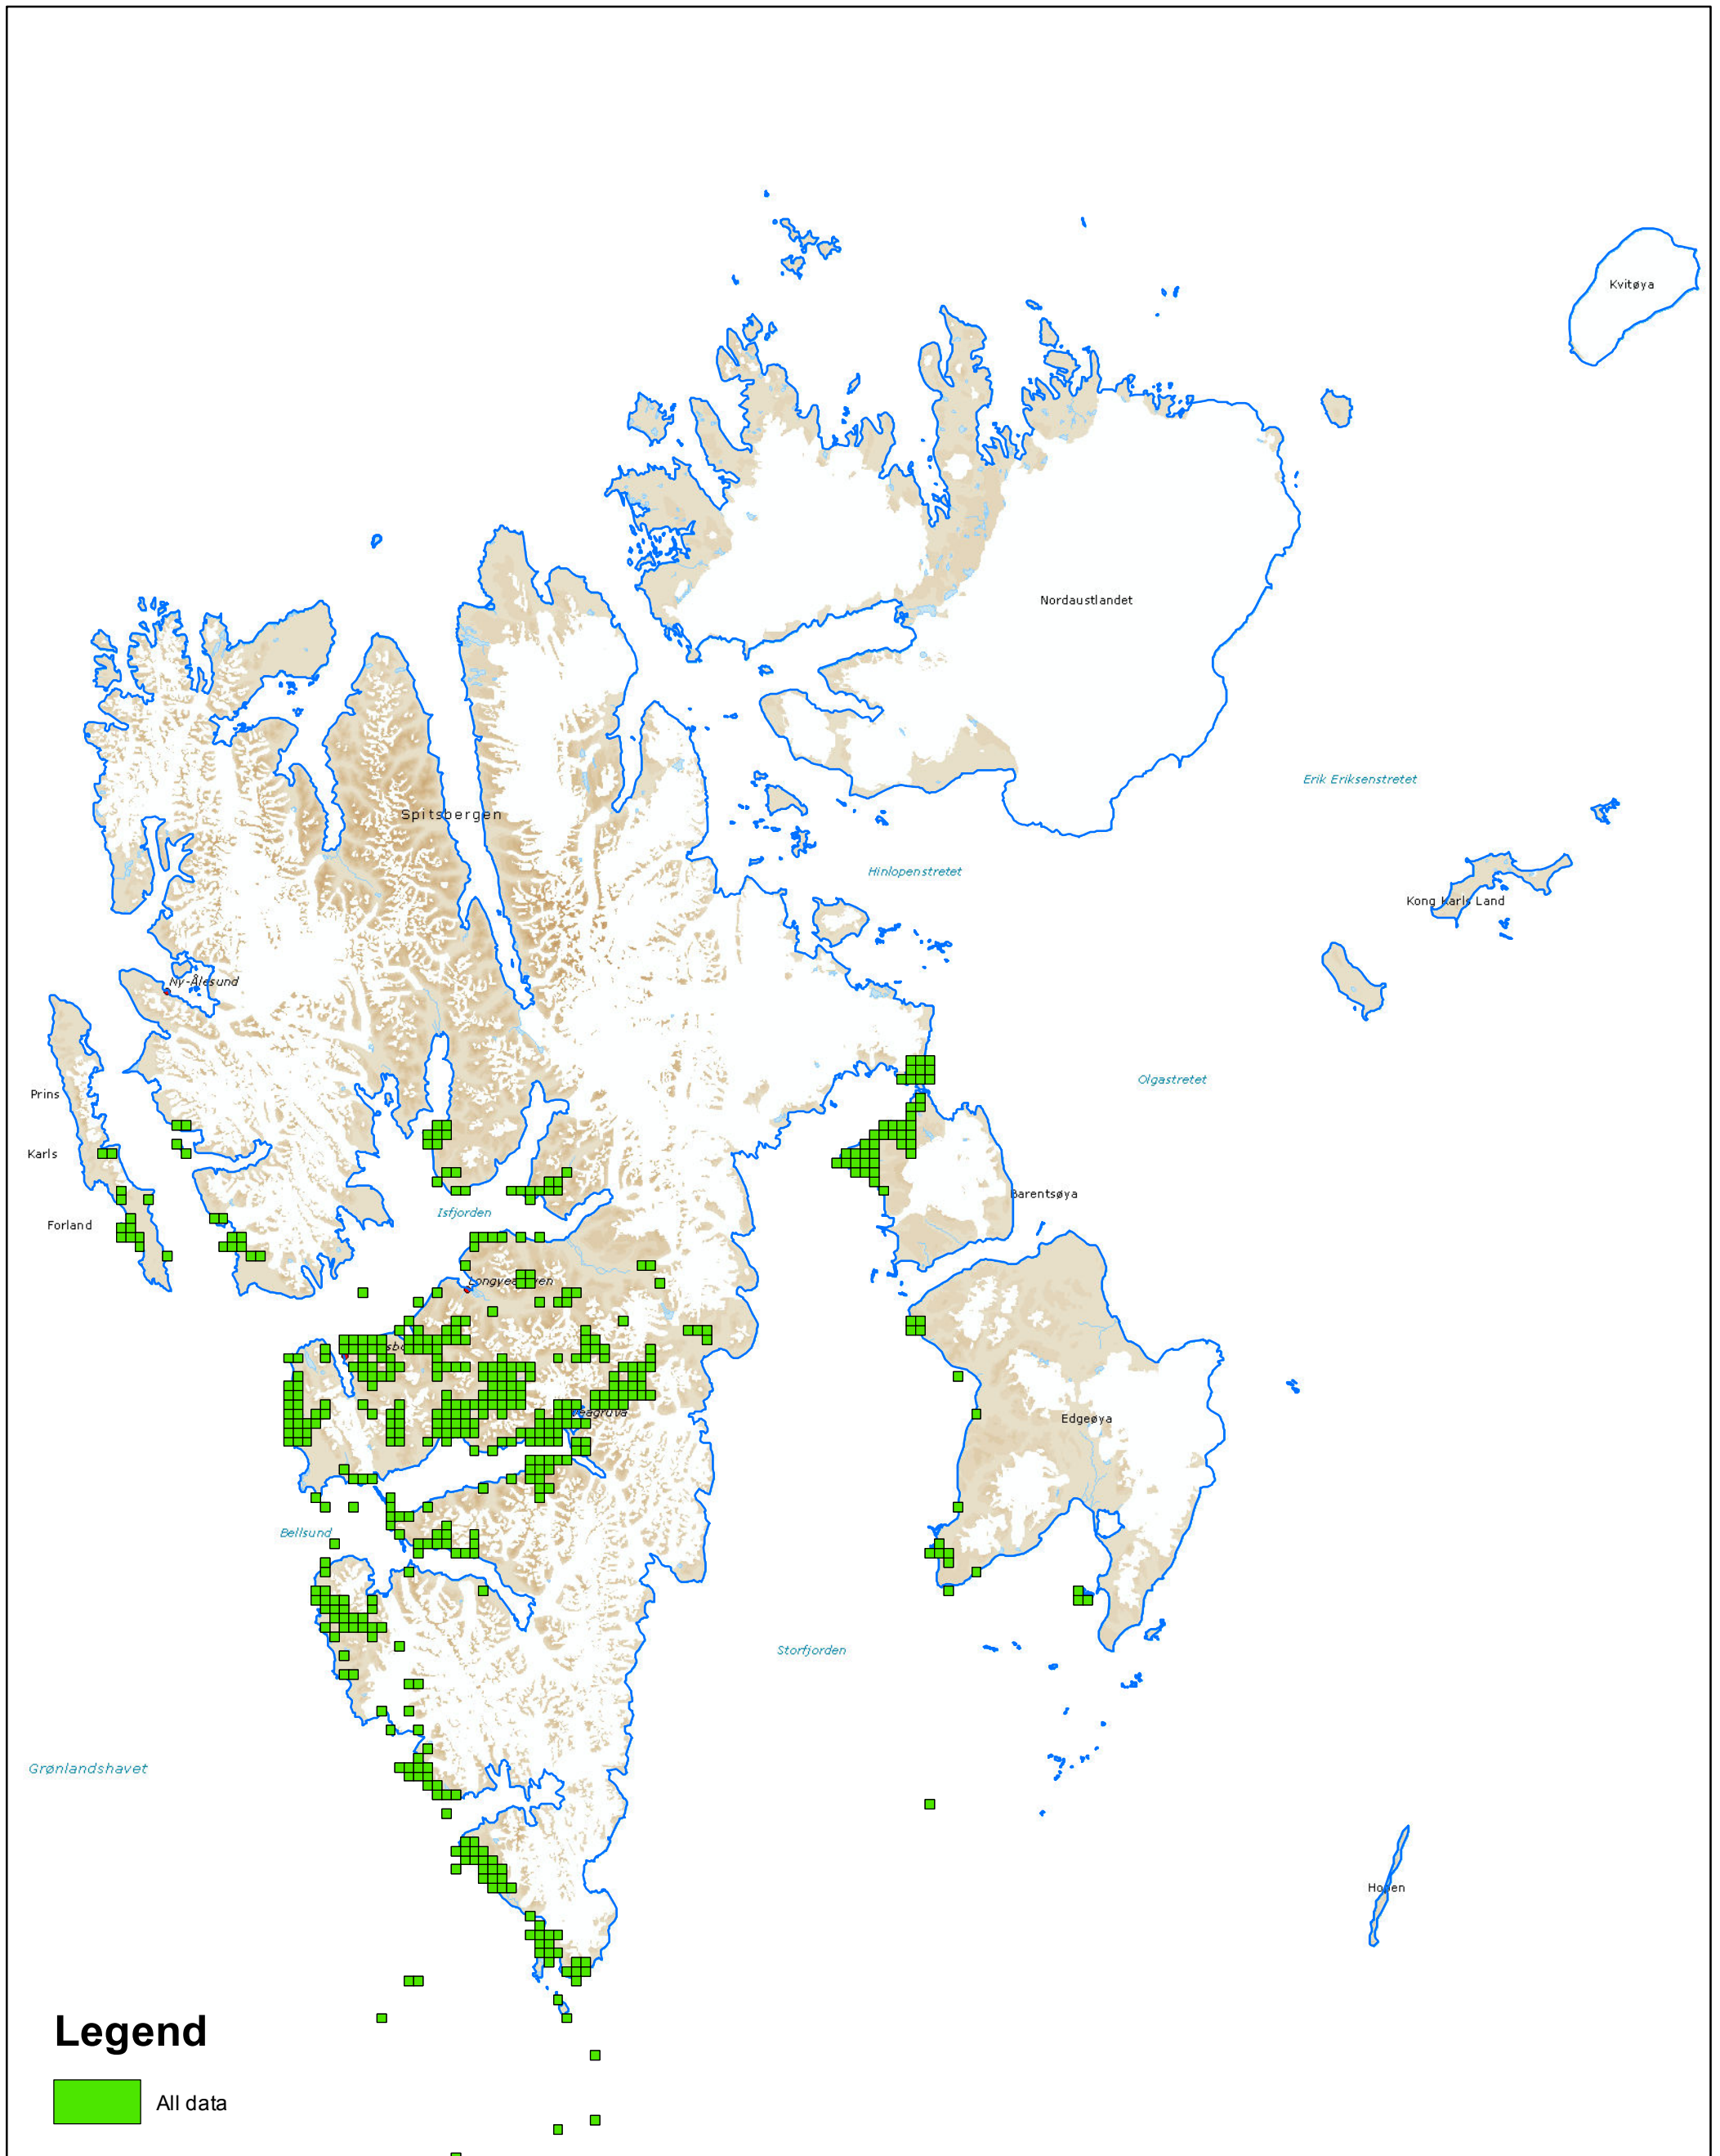 Kvitøya
Nordaustlandet
Erik Eriksenstretet
Spitsbergen
Hinlopenstretet
Kong Karls Land
Ny-Ålesund
Olgastretet
Prins
Karls
Barentsøya
Isfjorden
Forland
Edgeøya
Bellsund
Storfjorden
Grønlandshavet
Hopen
Legend
All data